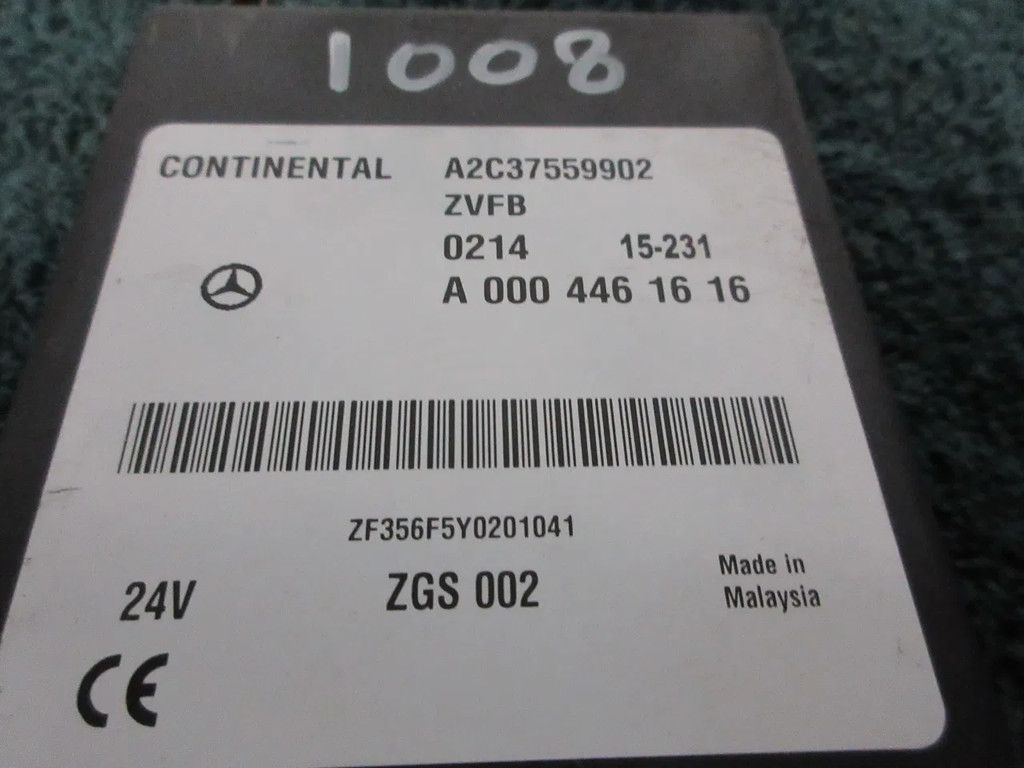 1008
CONTINENTAL A2C37559902
ZVFB
0214 15-231
A 000 446 16 16
ZF356F5Y0201041
24V ZGS 002 Made in
Malaysia
CE